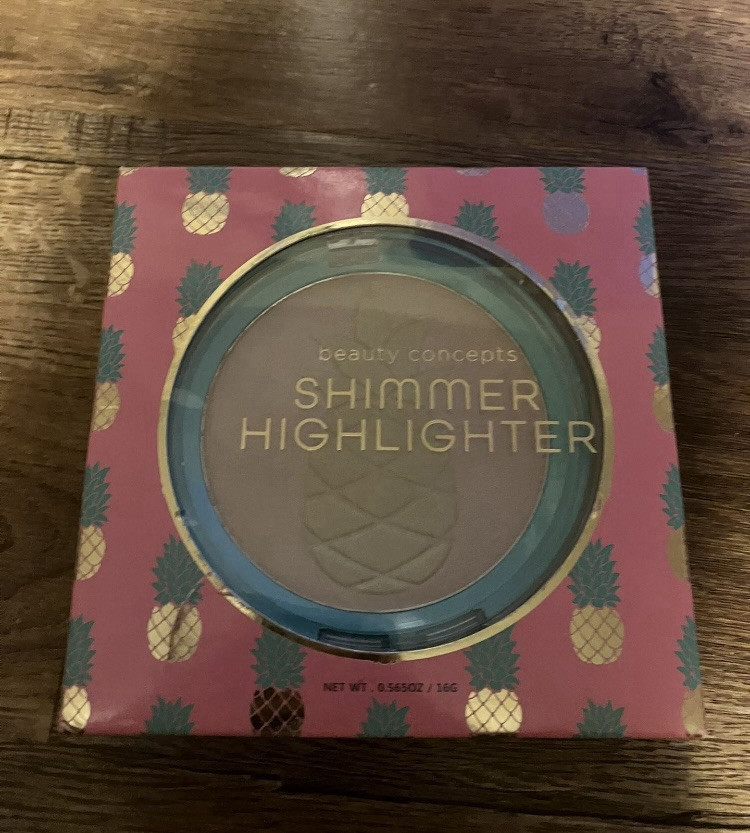 beauty concepts
SHIMMER
HIGHLIGHTER
NET WT . 0.565OZ / 16G